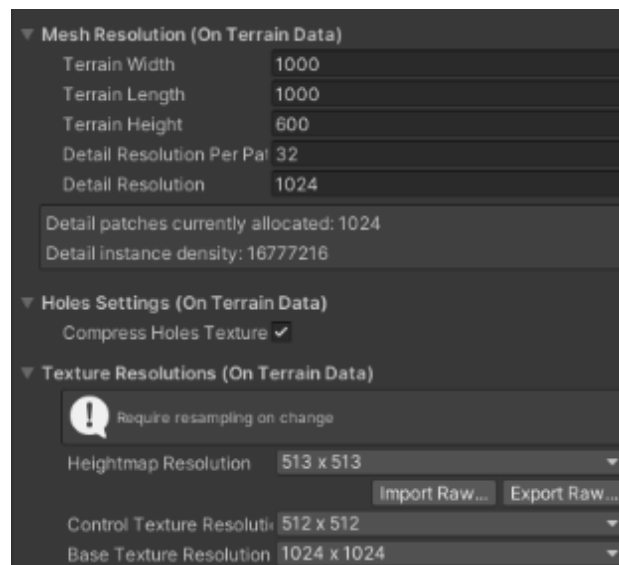 Mesh Resolution (On Terrain Data)
Terrain Width 1000
Terrain Length 1000
Terrain Height 600
Detail Resolution Per Pat 32
Detail Resolution 1024
Detail patches currently allocated: 1024
Detail instance density: 16777216
Holes Settings (On Terrain Data)
Compress Holes Texture
Texture Resolutions (On Terrain Data)
Require resampling on change
Heightmap Resolution 513 x 513
Import Raw... Export Raw...
Control Texture Resoluti 512 x 512
Base Texture Resolution 1024 x 1024